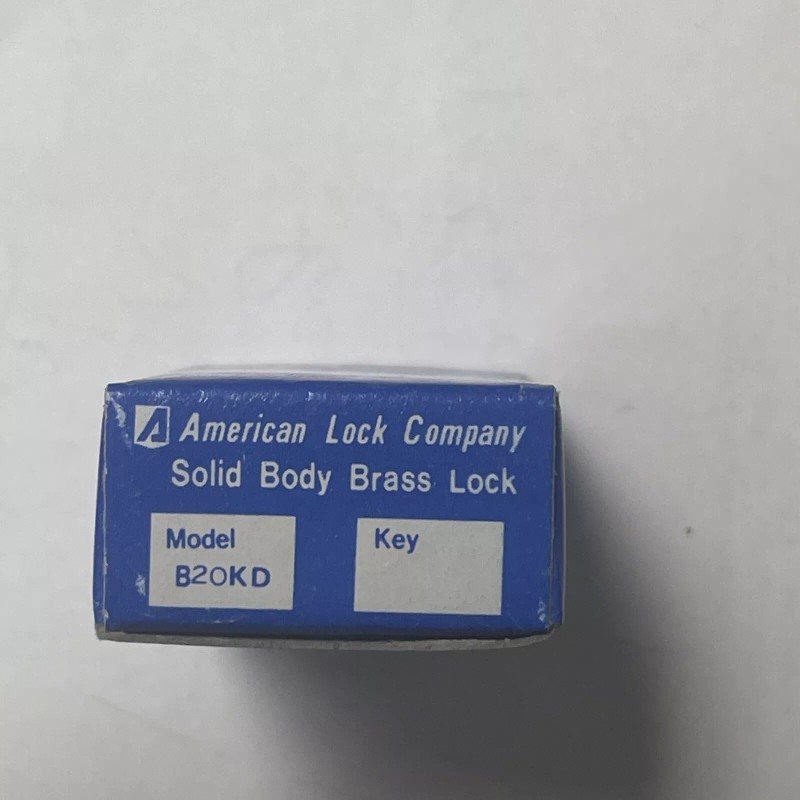 American Lock Company
Solid Body Brass Lock
Model
B20KD
Key